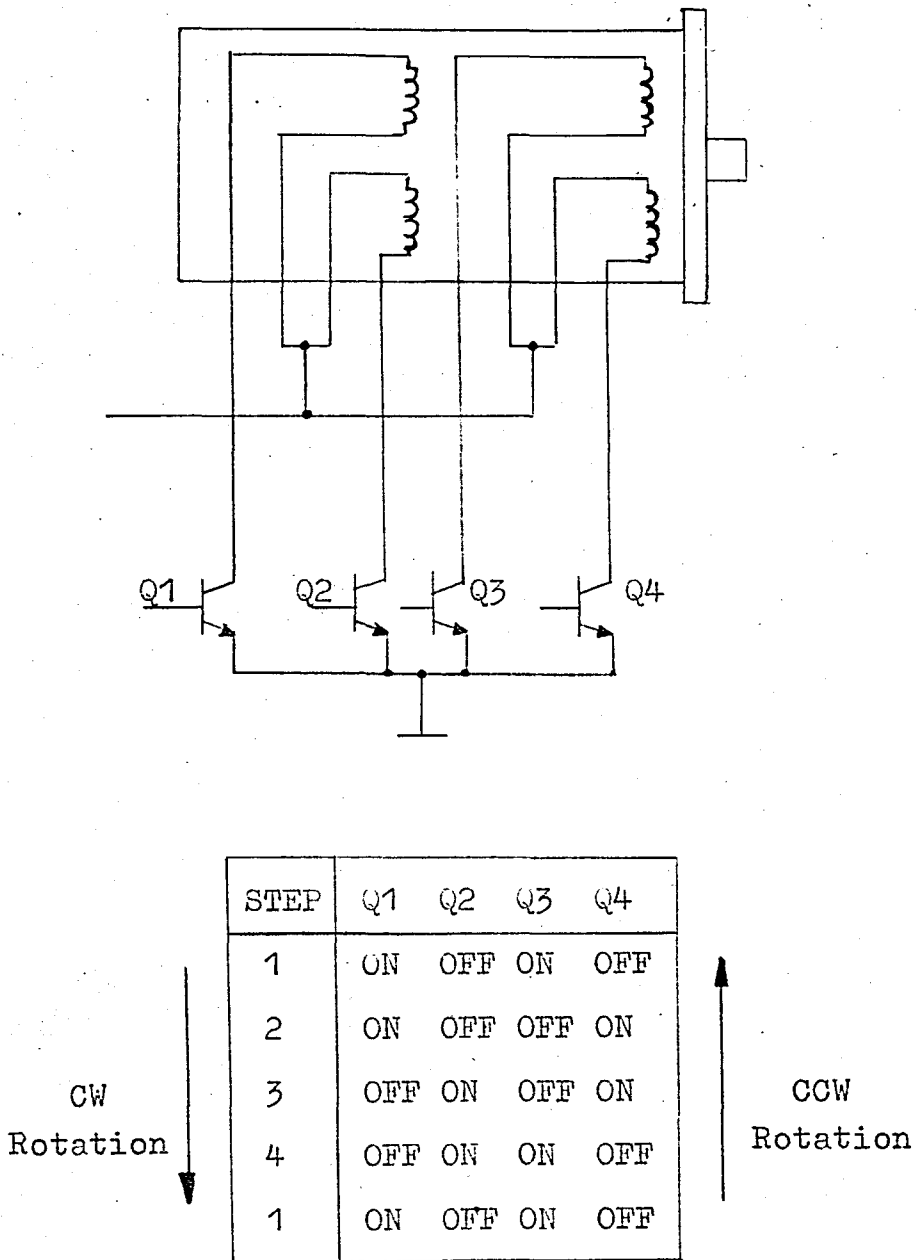 Q1 Q2 Q3 Q4
STEP Q1 Q2 Q3 Q4
1 ON OFF ON OFF
2 ON OFF OFF ON
3 OFF ON OFF ON
4 OFF ON ON OFF
1 ON OFF ON OFF
CW
Rotation
CCW
Rotation